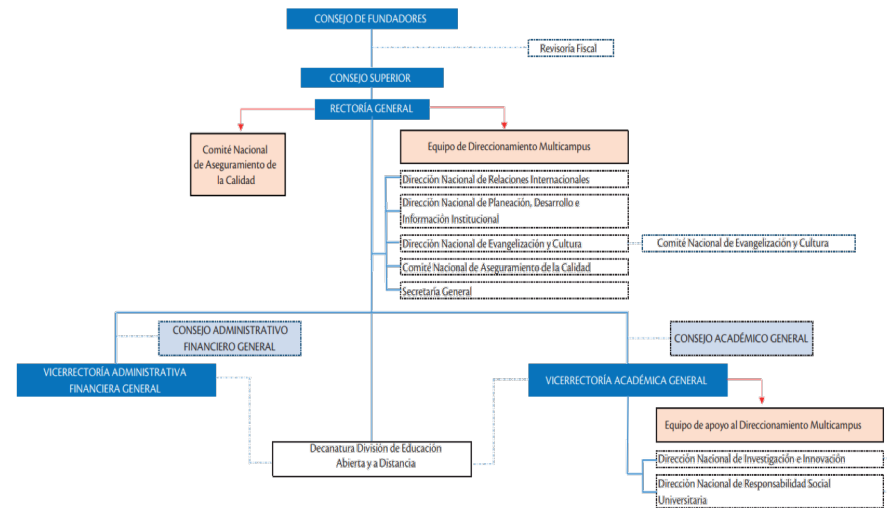 CONSEJO DE FUNDADORES
Revisoría Fiscal
CONSEJO SUPERIOR
RECTORÍA GENERAL
Comité Nacional
de Aseguramiento de
la Calidad
Equipo de Direccionamiento Multicampus
Dirección Nacional de Relaciones Internacionales
Dirección Nacional de Planeación, Desarrollo e
Información Institucional
Dirección Nacional de Evangelización y Cultura
Comité Nacional de Evangelización y Cultura
Comité Nacional de Aseguramiento de la Calidad
Secretaría General
CONSEJO ADMINISTRATIVO
FINANCIERO GENERAL
CONSEJO ACADÉMICO GENERAL
VICERRECTORÍA ADMINISTRATIVA
FINANCIERA GENERAL
VICERRECTORÍA ACADÉMICA GENERAL
Equipo de apoyo al Direccionamiento Multicampus
Decanatura División de Educación
Abierta y a Distancia
Dirección Nacional de Investigación e Innovación
Dirección Nacional de Responsabilidad Social
Universitaria